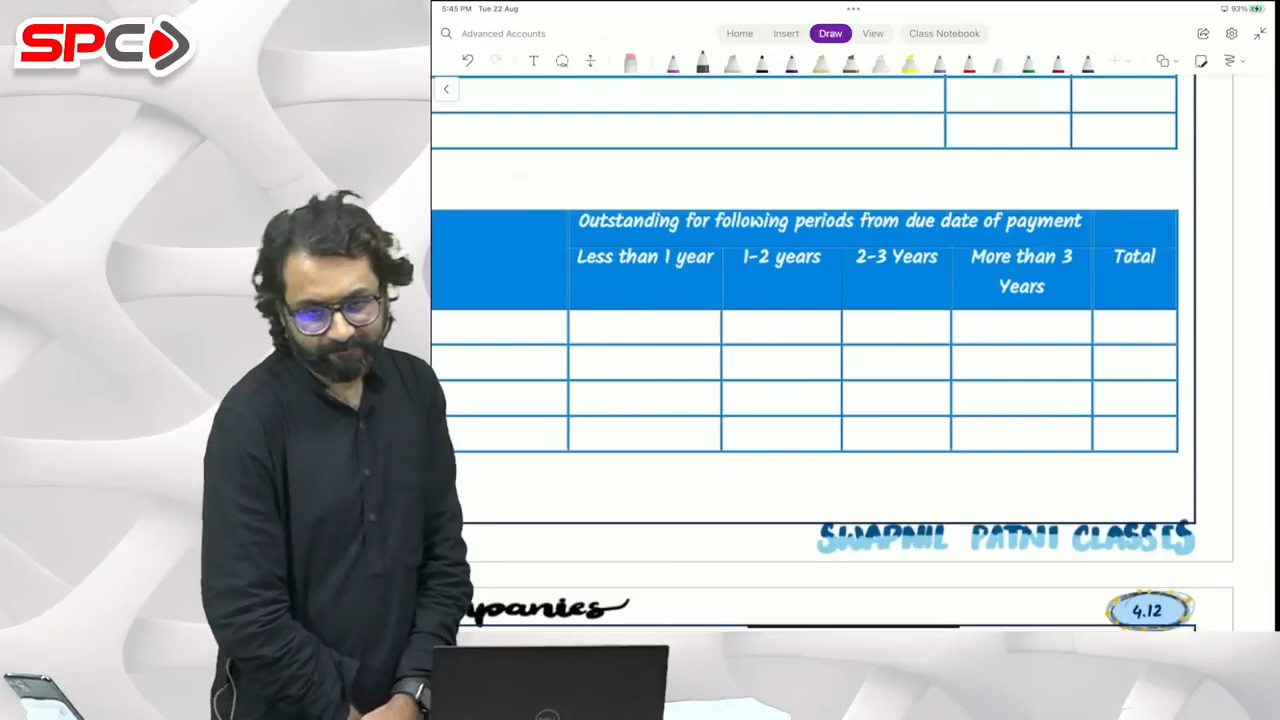 SPC
5:45 PM Tue 22 Aug
93%
Advanced Accounts
Home Insert Draw View Class Notebook
T
Outstanding for following periods from due date of payment
Less than 1 year 1-2 years 2-3 Years More than 3 Years Total
SWAPNIL PATNI CLASSES
mpanies
4.12
DELL